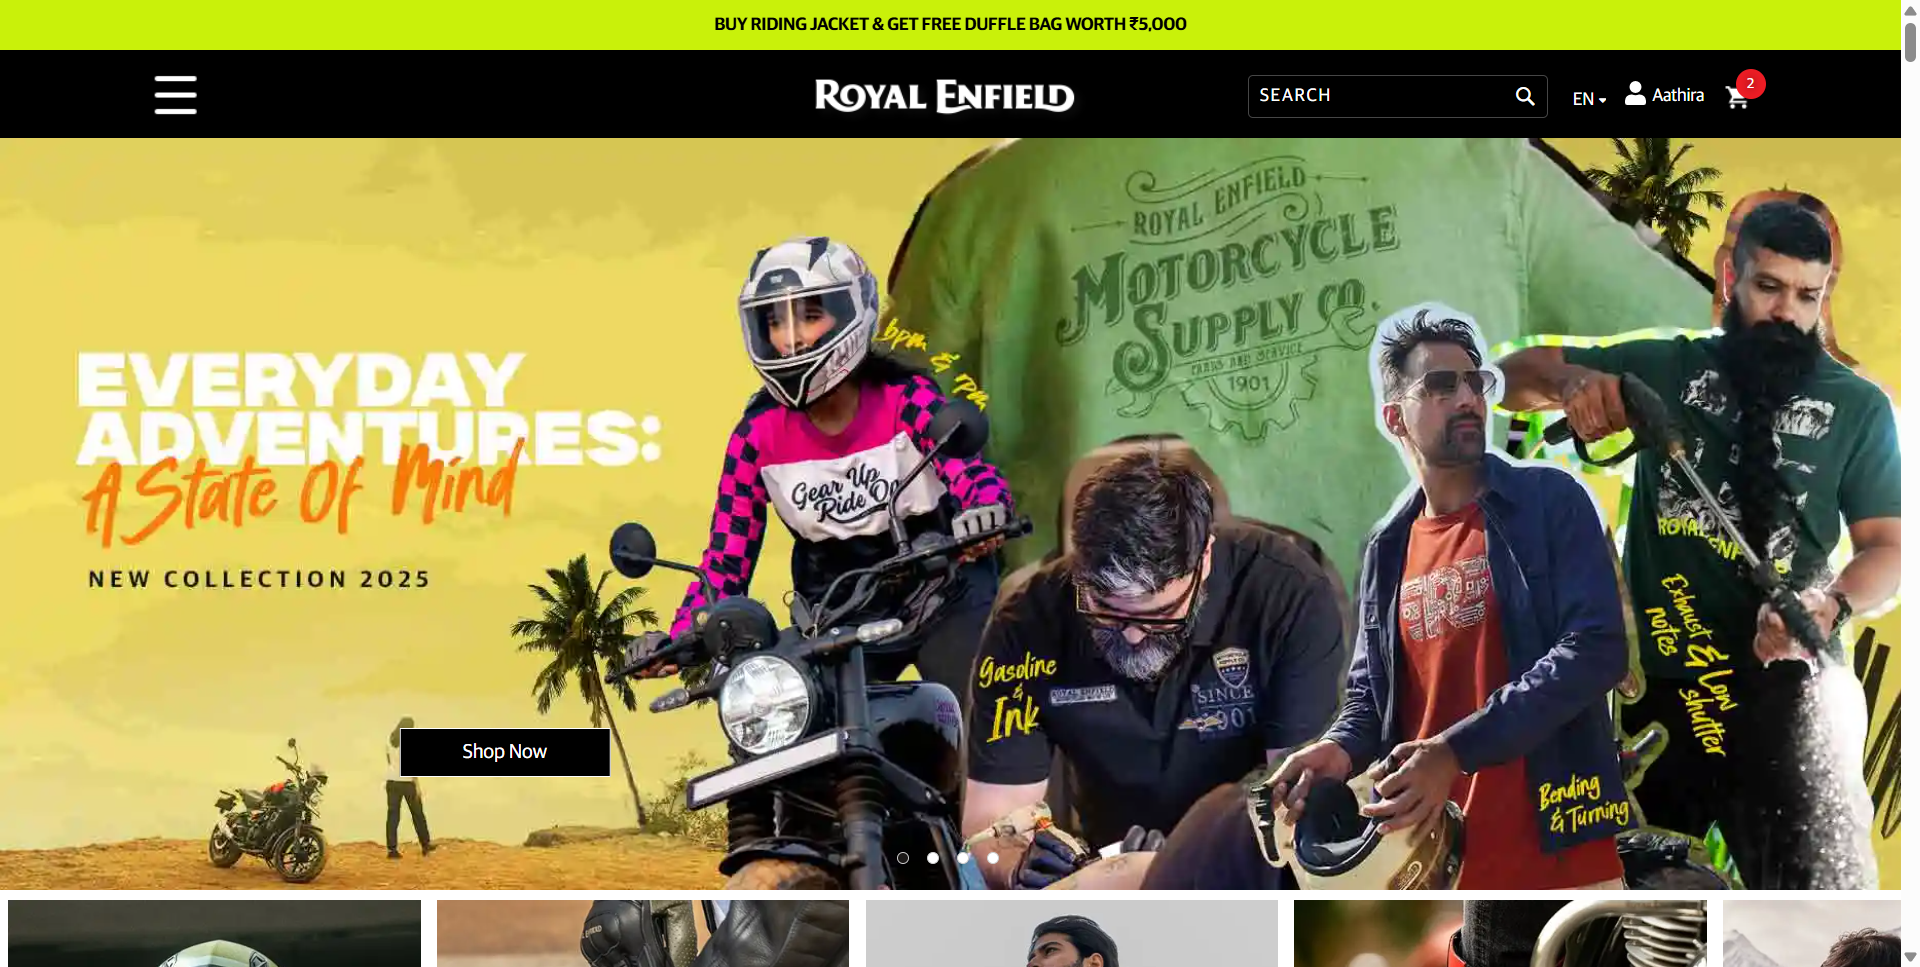 BUY RIDING JACKET & GET FREE DUFFLE BAG WORTH ₹5,000
ROYAL ENFIELD
SEARCH
EN
Aathira
2
ROYAL ENFIELD
MOTORCYCLE
SUPPLY CO.
PARTS AND SERVICE
1901
bpm & rpm
EVERYDAY
ADVENTURES:
A State Of Mind
NEW COLLECTION 2025
Gear Up
Ride On
Gasoline
&
Ink
ROYAL ENFIELD
SINCE
1901
Exhaust & Low
notes shutter
Bending
& Turning
Shop Now